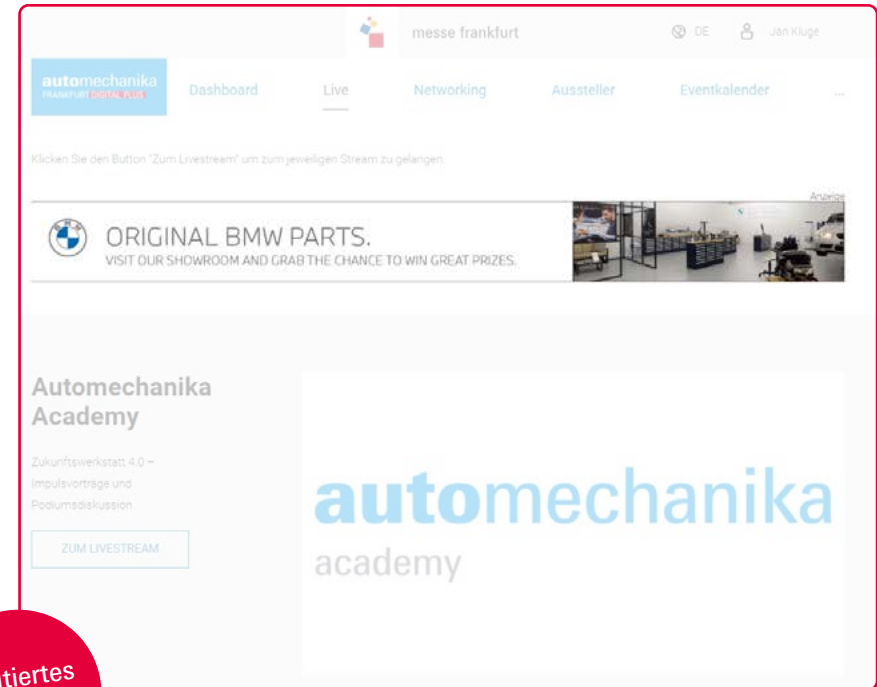 messe frankfurt
DE
Jan Kluge
automechanika
FRANKFURT DIGITAL PLUS
Dashboard
Live
Networking
Aussteller
Eventkalender
...
Klicken Sie den Button "Zum Livestream" um zum jeweiligen Stream zu gelangen.
Anzeige
BMW
ORIGINAL BMW PARTS.
VISIT OUR SHOWROOM AND GRAB THE CHANCE TO WIN GREAT PRIZES.
Automechanika
Academy
Zukunftswerkstatt 4.0 –
Impulsvorträge und
Podiumsdiskussion
ZUM LIVESTREAM
automechanika
academy